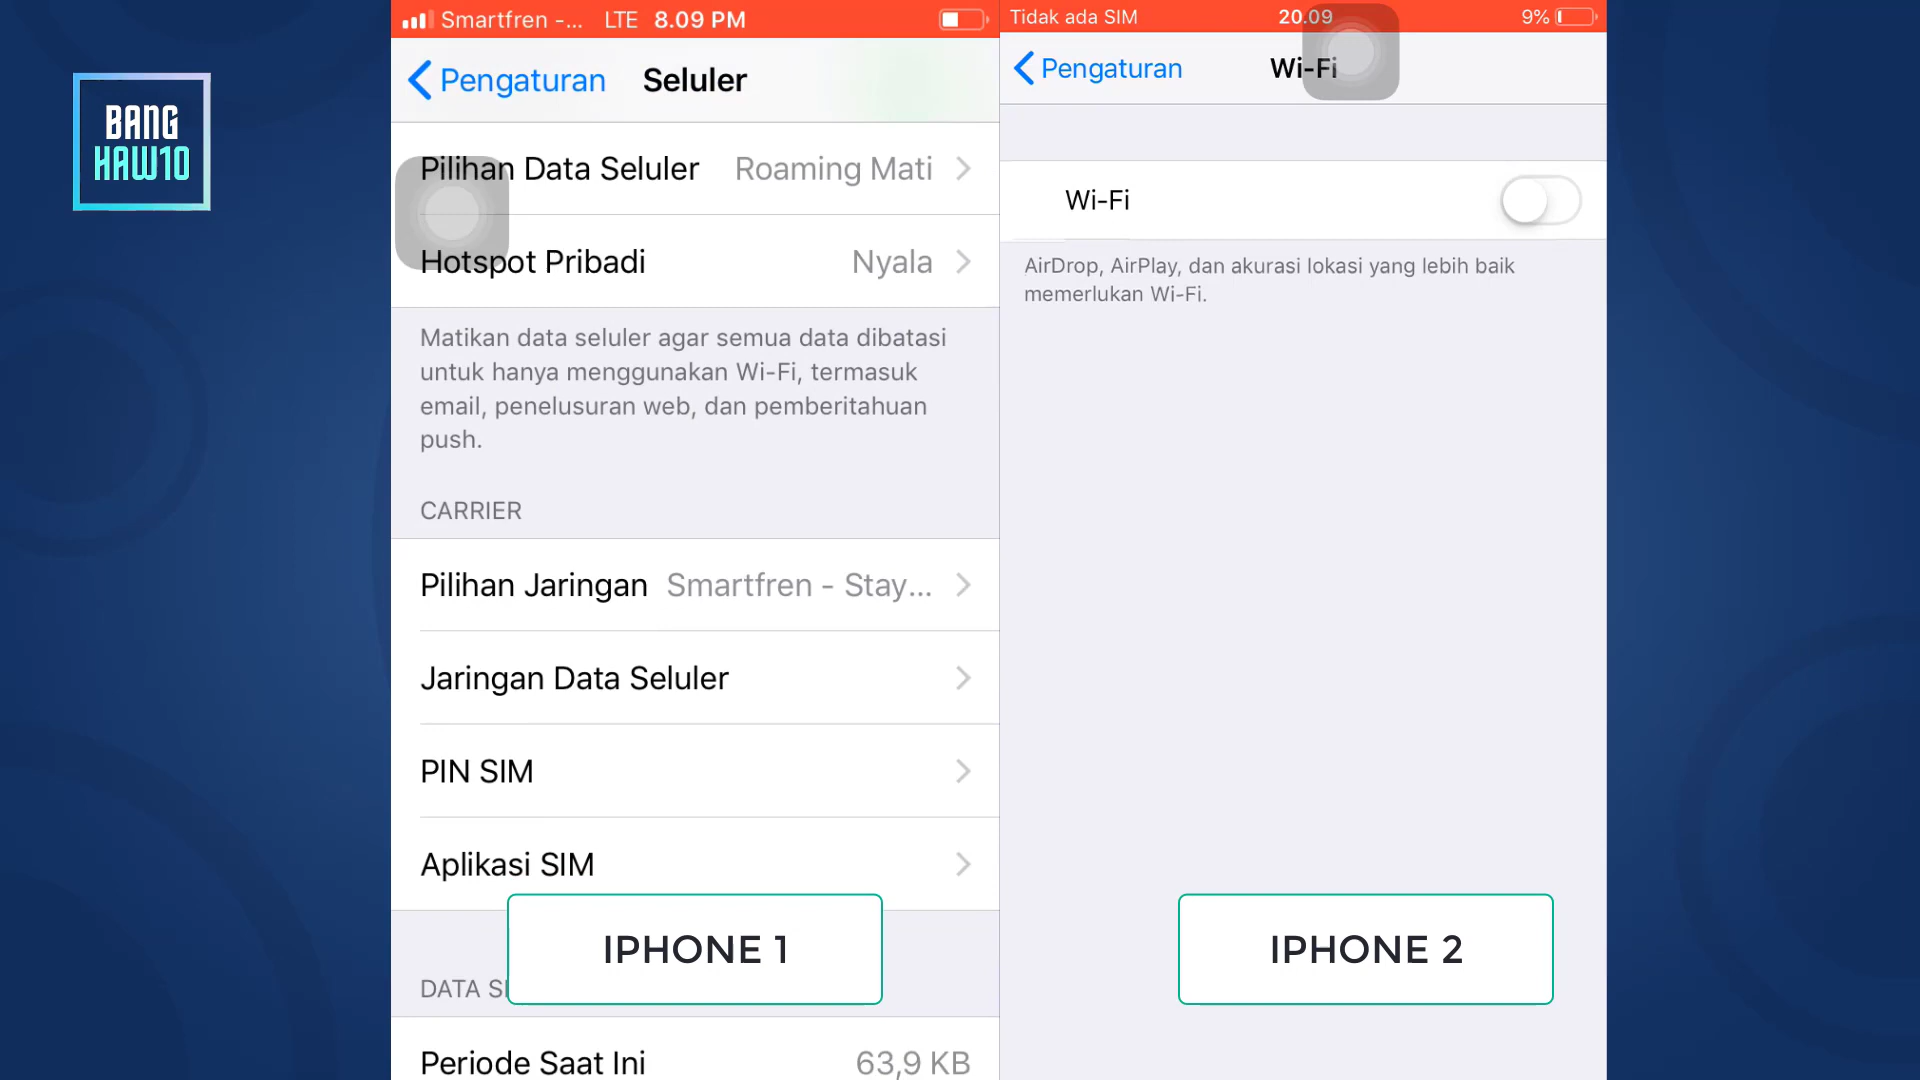 BANG
HAW10
Smartfren -... LTE 8.09 PM
Pengaturan Seluler
Pilihan Data Seluler Roaming Mati
Hotspot Pribadi Nyala
Matikan data seluler agar semua data dibatasi
untuk hanya menggunakan Wi-Fi, termasuk
email, penelusuran web, dan pemberitahuan
push.
CARRIER
Pilihan Jaringan Smartfren - Stay...
Jaringan Data Seluler
PIN SIM
Aplikasi SIM
IPHONE 1
DATA
Periode Saat Ini 63,9 KB
Tidak ada SIM 20.09 9%
Pengaturan Wi-Fi
Wi-Fi
AirDrop, AirPlay, dan akurasi lokasi yang lebih baik
memerlukan Wi-Fi.
IPHONE 2